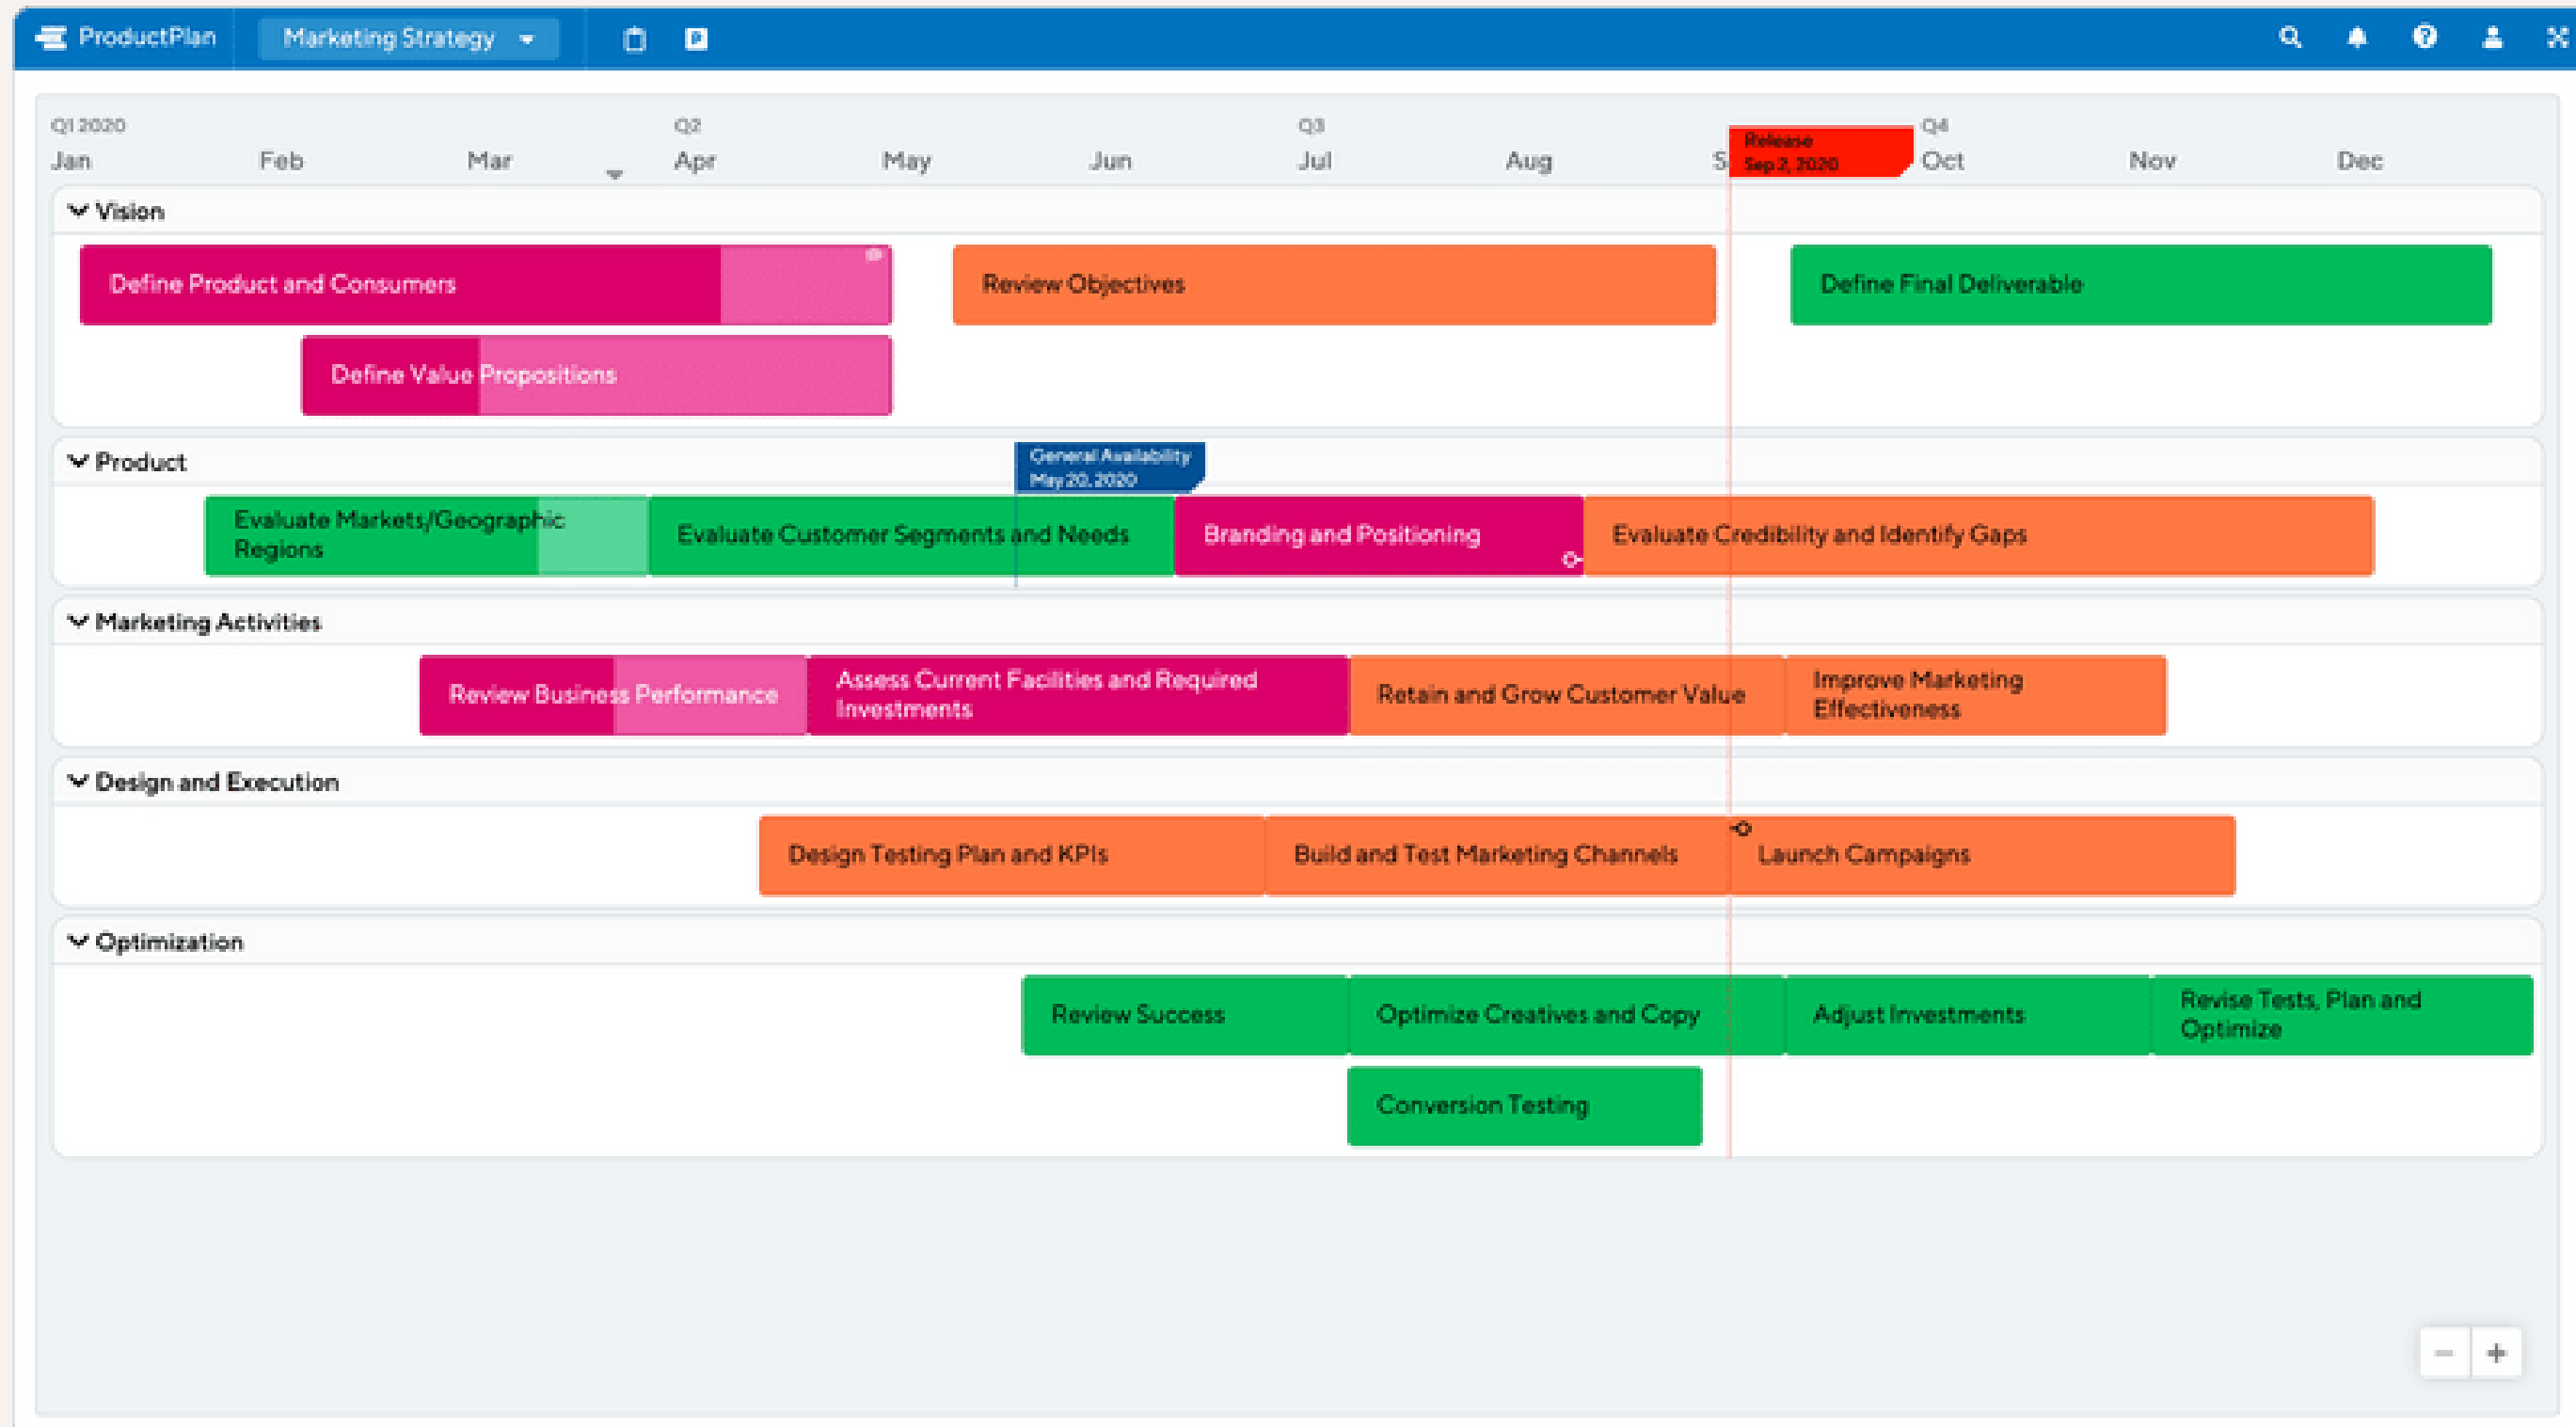 ProductPlan
Marketing Strategy
Q1 2020
Q2
Q3
Q4
Jan
Feb
Mar
Apr
May
Jun
Jul
Aug
S
Oct
Nov
Dec
Release
Sep 2, 2020
Vision
Define Product and Consumers
Review Objectives
Define Final Deliverable
Define Value Propositions
Product
General Availability
May 20, 2020
Evaluate Markets/Geographic
Regions
Evaluate Customer Segments and Needs
Branding and Positioning
Evaluate Credibility and Identify Gaps
Marketing Activities
Review Business Performance
Assess Current Facilities and Required
Investments
Retain and Grow Customer Value
Improve Marketing
Effectiveness
Design and Execution
Design Testing Plan and KPIs
Build and Test Marketing Channels
Launch Campaigns
Optimization
Review Success
Optimize Creatives and Copy
Adjust Investments
Revise Tests, Plan and
Optimize
Conversion Testing